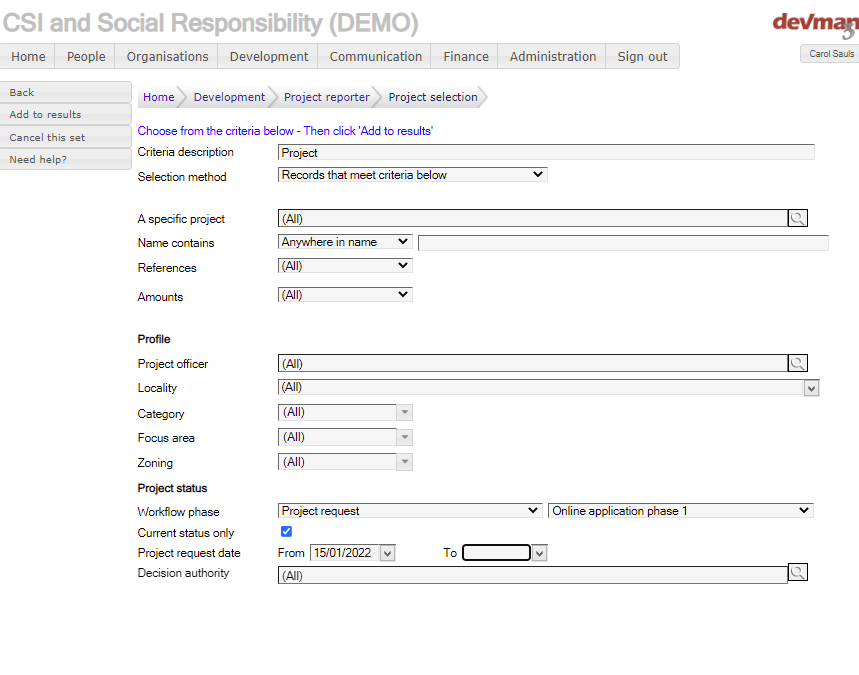 CSI and Social Responsibility (DEMO)
devman
3
Home People Organisations Development Communication Finance Administration Sign out
Carol Sauls
Back
Add to results
Cancel this set
Need help?
Home Development Project reporter Project selection
Choose from the criteria below - Then click 'Add to results'
Criteria description Project
Selection method Records that meet criteria below
A specific project (All)
Name contains Anywhere in name
References (All)
Amounts (All)
Profile
Project officer (All)
Locality (All)
Category (All)
Focus area (All)
Zoning (All)
Project status
Workflow phase Project request Online application phase 1
Current status only
Project request date From 15/01/2022 To
Decision authority (All)